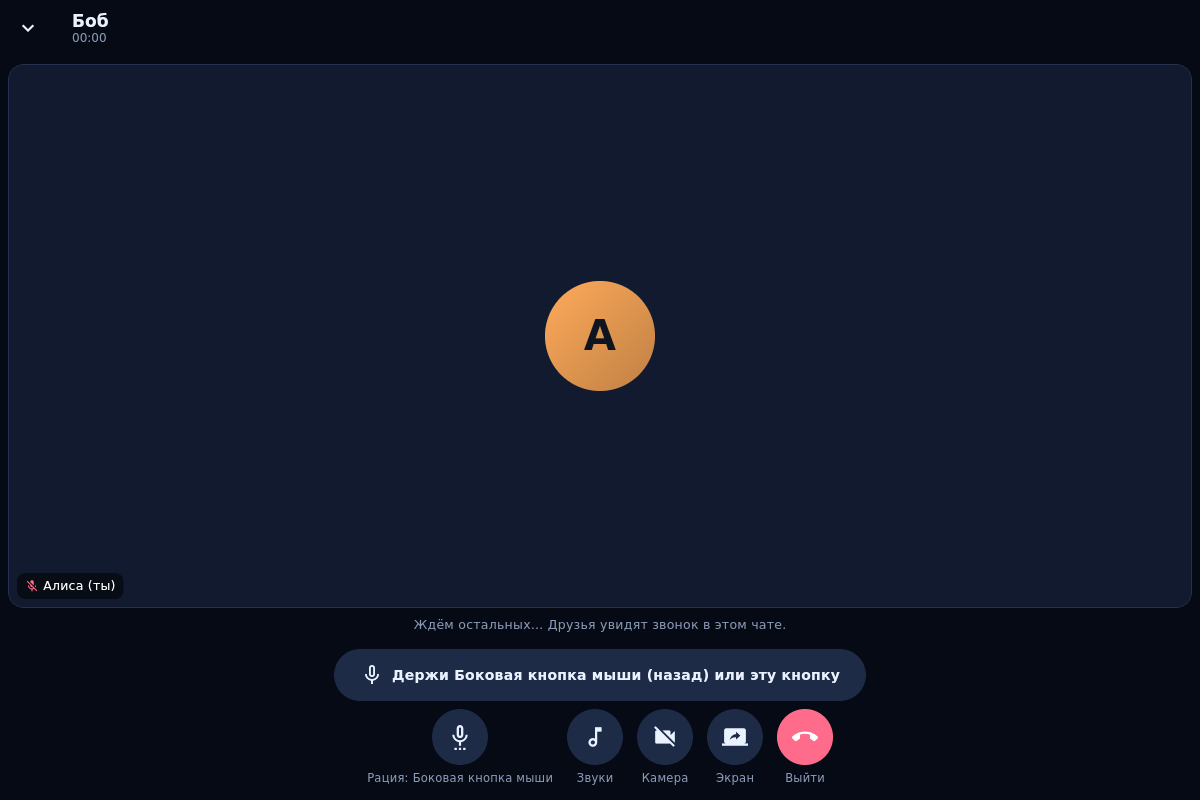 Боб
00:00
А
Алиса (ты)
Ждём остальных... Друзья увидят звонок в этом чате.
Держи Боковая кнопка мыши (назад) или эту кнопку
Рация: Боковая кнопка мыши
Звуки
Камера
Экран
Выйти